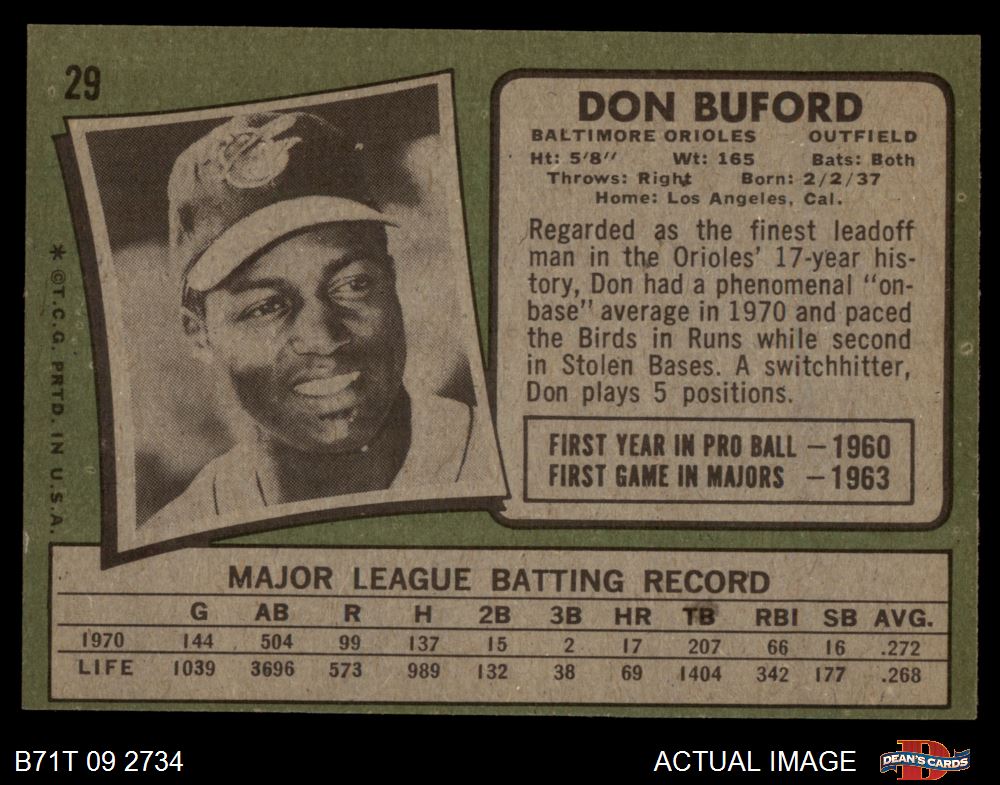 29
DON BUFORD
BALTIMORE ORIOLES OUTFIELD
Ht: 5'8" Wt: 165 Bats: Both
Throws: Right Born: 2/2/37
Home: Los Angeles, Cal.
Regarded as the finest leadoff
man in the Orioles' 17-year his-
tory, Don had a phenomenal "on-
base" average in 1970 and paced
the Birds in Runs while second
in Stolen Bases. A switchhitter,
Don plays 5 positions.
FIRST YEAR IN PRO BALL — 1960
FIRST GAME IN MAJORS — 1963
* © T.C.G. PRTD. IN U.S.A.
MAJOR LEAGUE BATTING RECORD
G AB R H 2B 3B HR TB RBI SB AVG.
1970 144 504 99 137 15 2 17 207 66 16 .272
LIFE 1039 3696 573 989 132 38 69 1404 342 177 .268
B71T 09 2734
ACTUAL IMAGE
D
DEAN'S CARDS